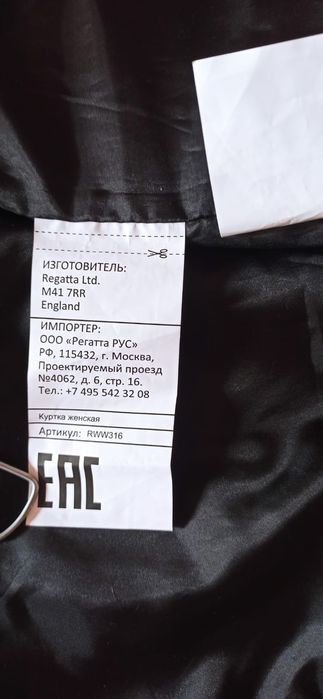 ИЗГОТОВИТЕЛЬ:
Regatta Ltd.
M41 7RR
England
ИМПОРТЕР:
ООО «Регатта РУС»
РФ, 115432, г. Москва,
Проектируемый проезд
№4062, д. 6, стр. 16.
Тел.: +7 495 542 32 08
Куртка женская
Артикул: RWW316
EAC